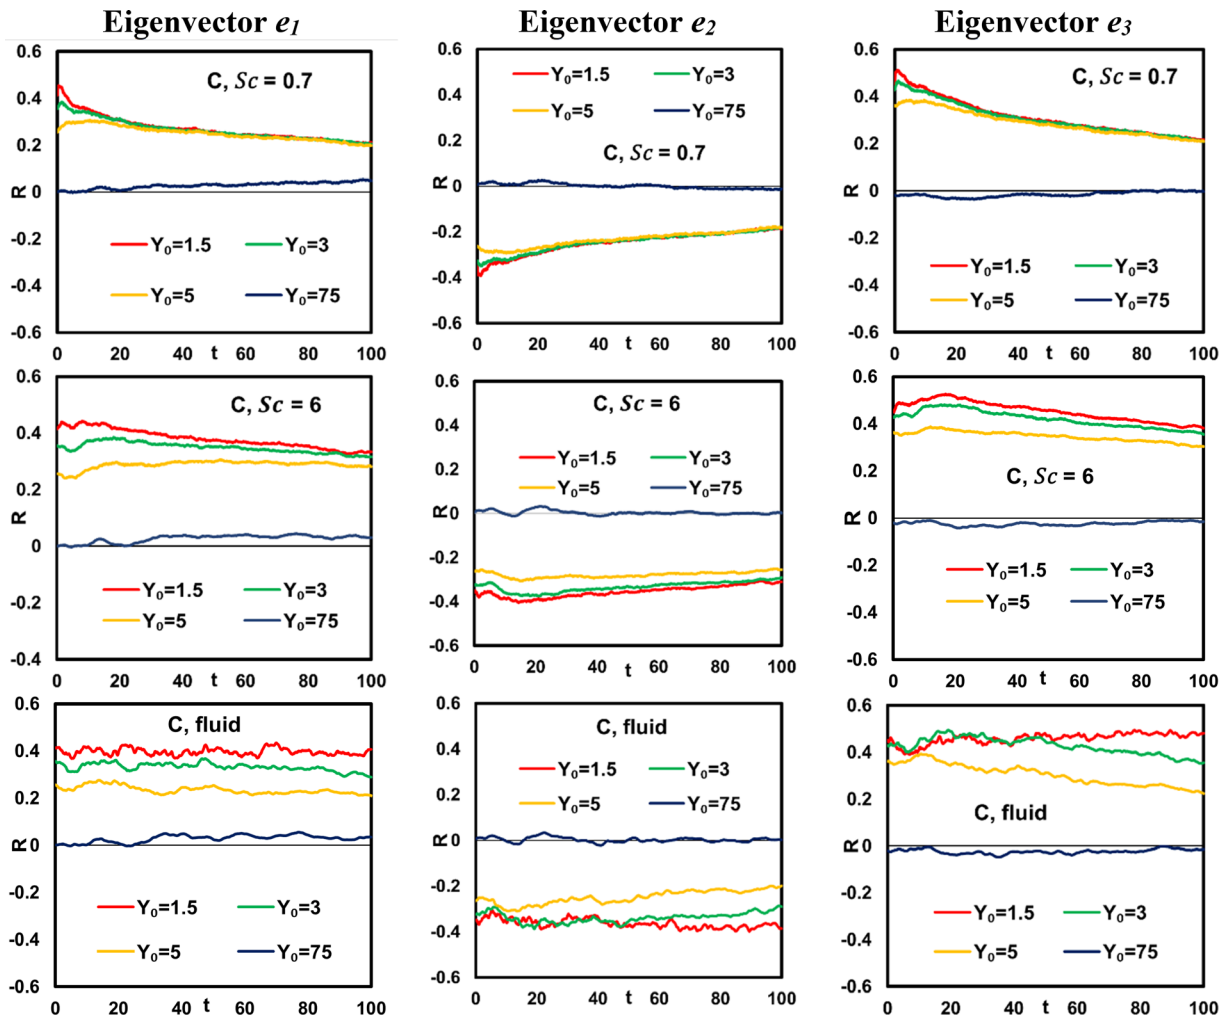 Eigenvector e1 Eigenvector e2 Eigenvector e3
0.6
0.4
0.2
0
-0.2
-0.4
-0.6
R
C, Sc = 0.7
Y0=1.5 Y0=3
Y0=5 Y0=75
0 20 40 t 60 80 100
0.6
0.4
0.2
0
-0.2
-0.4
-0.6
R
Y0=1.5 Y0=3
Y0=5 Y0=75
C, Sc = 0.7
0 20 40 t 60 80 100
0.6
0.4
0.2
0
-0.2
-0.4
-0.6
R
C, Sc = 0.7
Y0=1.5 Y0=3
Y0=5 Y0=75
0 20 40 t 60 80 100
0.6
0.4
0.2
0
-0.2
-0.4
R
C, Sc = 6
Y0=1.5 Y0=3
Y0=5 Y0=75
0 20 40 t 60 80 100
0.6
0.4
0.2
0
-0.2
-0.4
-0.6
R
C, Sc = 6
Y0=1.5 Y0=3
Y0=5 Y0=75
0 20 40 t 60 80 100
0.6
0.4
0.2
0
-0.2
-0.4
-0.6
R
C, Sc = 6
Y0=1.5 Y0=3
Y0=5 Y0=75
0 20 40 t 60 80 100
0.6
0.4
0.2
0
-0.2
-0.4
-0.6
R
C, fluid
Y0=1.5 Y0=3
Y0=5 Y0=75
0 20 40 t 60 80 100
0.6
0.4
0.2
0
-0.2
-0.4
-0.6
R
C, fluid
Y0=1.5 Y0=3
Y0=5 Y0=75
0 20 40 t 60 80 100
0.6
0.4
0.2
0
-0.2
-0.4
-0.6
R
C, fluid
Y0=1.5 Y0=3
Y0=5 Y0=75
0 20 40 t 60 80 100